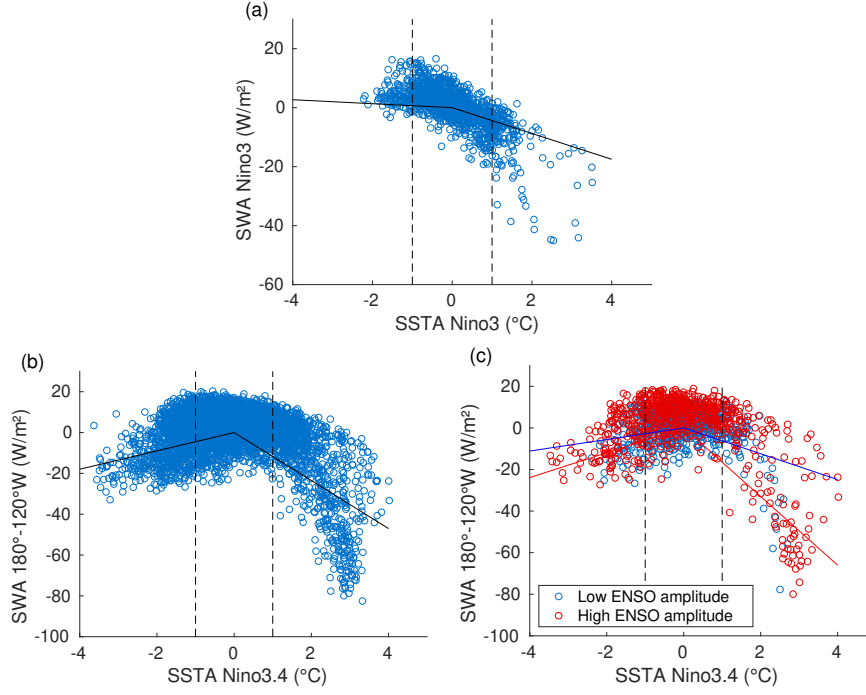 (a)
20
0
-20
-40
-60
SWA Nino3 (W/m²)
-4 -2 0 2 4
SSTA Nino3 (°C)
(b)
20
0
-20
-40
-60
-80
-100
SWA 180°-120°W (W/m²)
-4 -2 0 2 4
SSTA Nino3.4 (°C)
(c)
20
0
-20
-40
-60
-80
-100
SWA 180°-120°W (W/m²)
Low ENSO amplitude
High ENSO amplitude
-4 -2 0 2 4
SSTA Nino3.4 (°C)